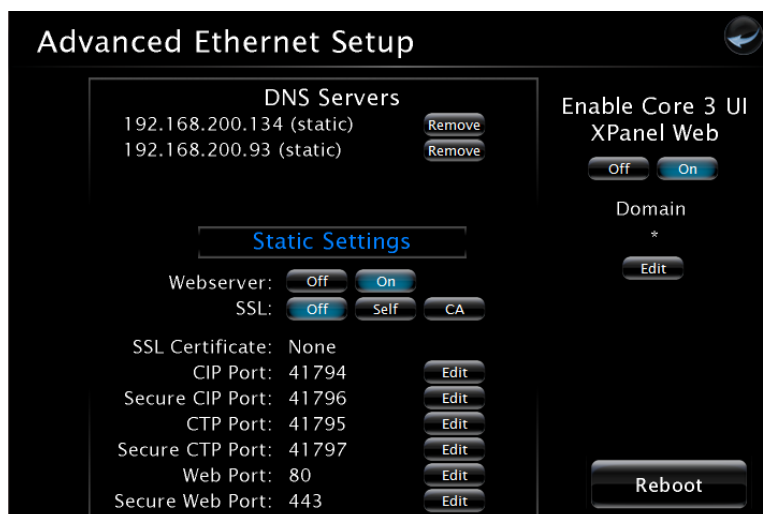 Advanced Ethernet Setup
DNS Servers
192.168.200.134 (static) Remove
192.168.200.93 (static) Remove
Static Settings
Webserver: Off On
SSL: Off Self CA
SSL Certificate: None
CIP Port: 41794 Edit
Secure CIP Port: 41796 Edit
CTP Port: 41795 Edit
Secure CTP Port: 41797 Edit
Web Port: 80 Edit
Secure Web Port: 443 Edit
Enable Core 3 UI
XPanel Web
Off On
Domain
*
Edit
Reboot